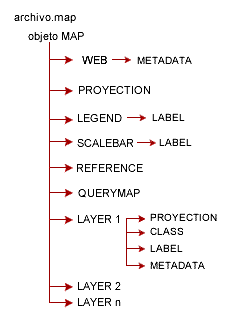 archivo.map
objeto MAP
WEB METADATA
PROYECTION
LEGEND LABEL
SCALEBAR LABEL
REFERENCE
QUERYMAP
LAYER 1 PROYECTION
CLASS
LABEL
METADATA
LAYER 2
LAYER n